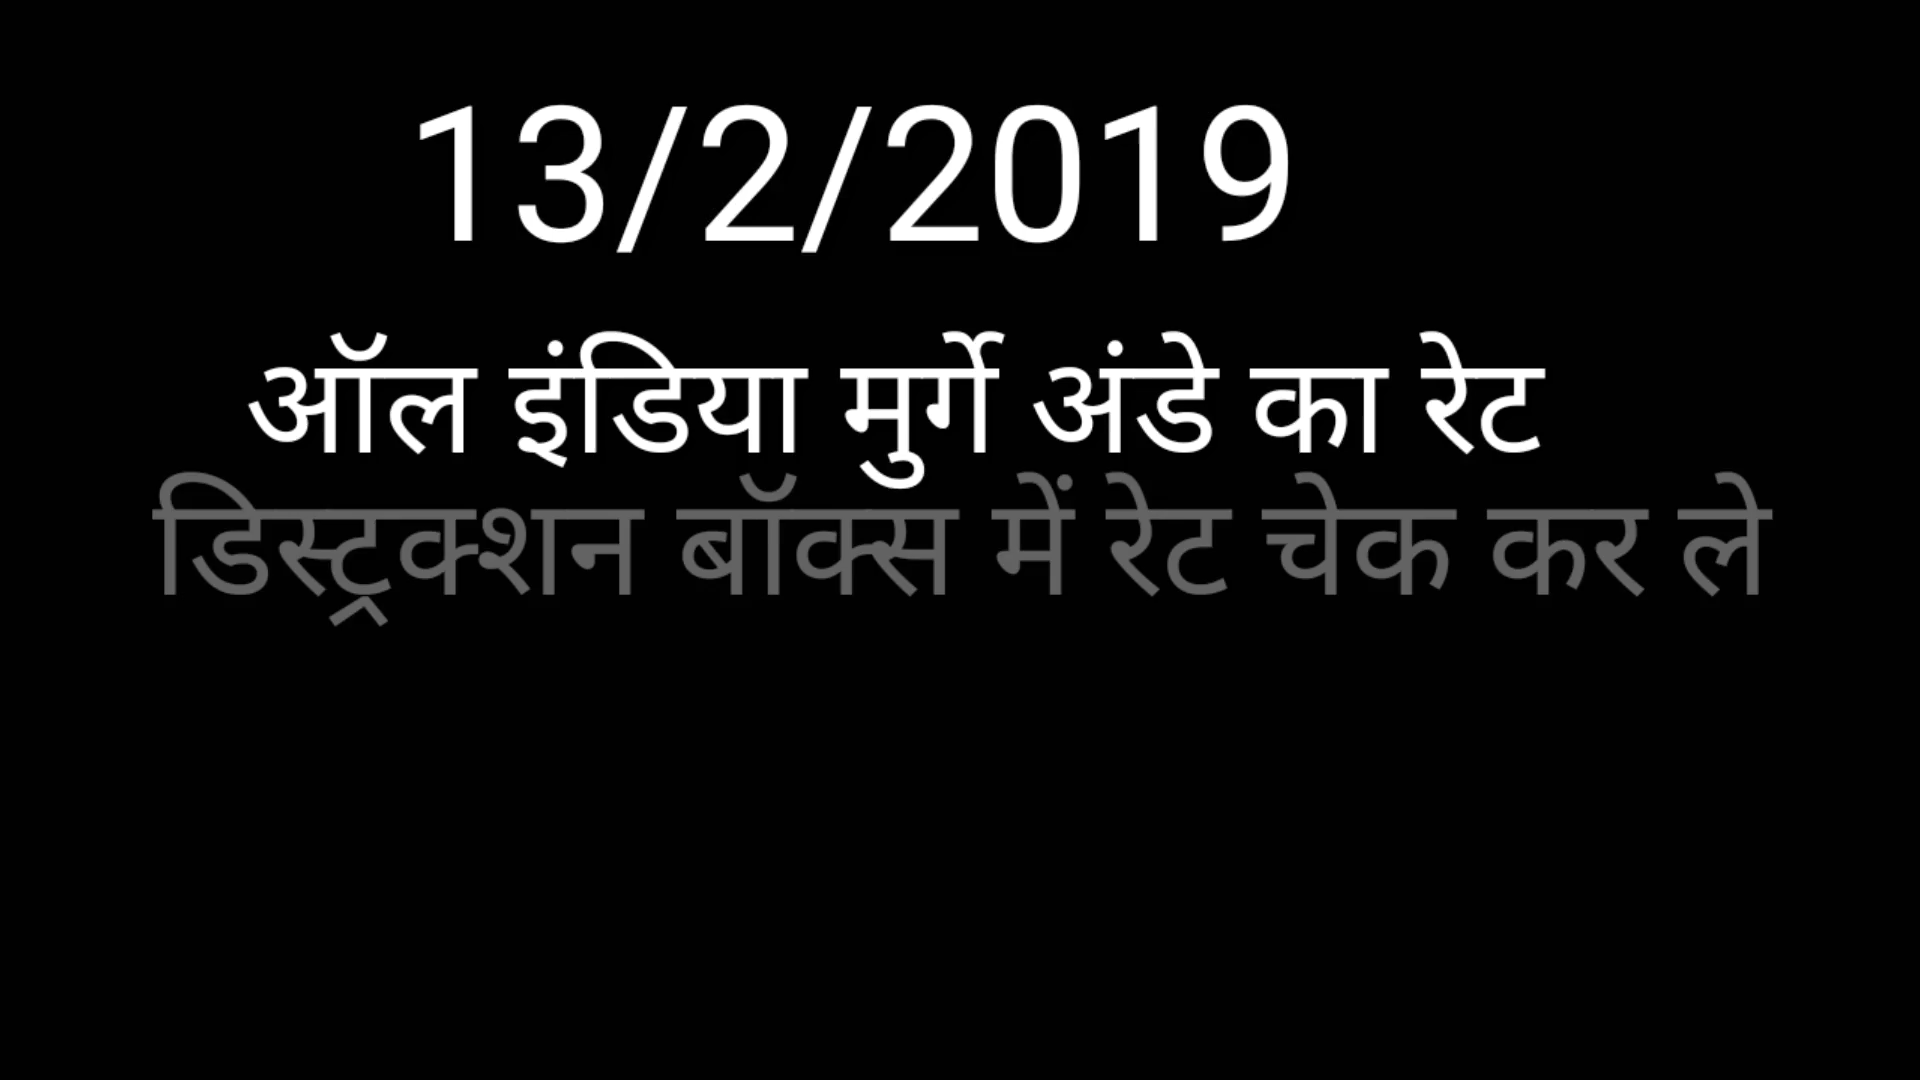 13/2/2019
ऑल इंडिया मुर्गे अंडे का रेट
डिस्ट्रक्शन बॉक्स में रेट चेक कर ले